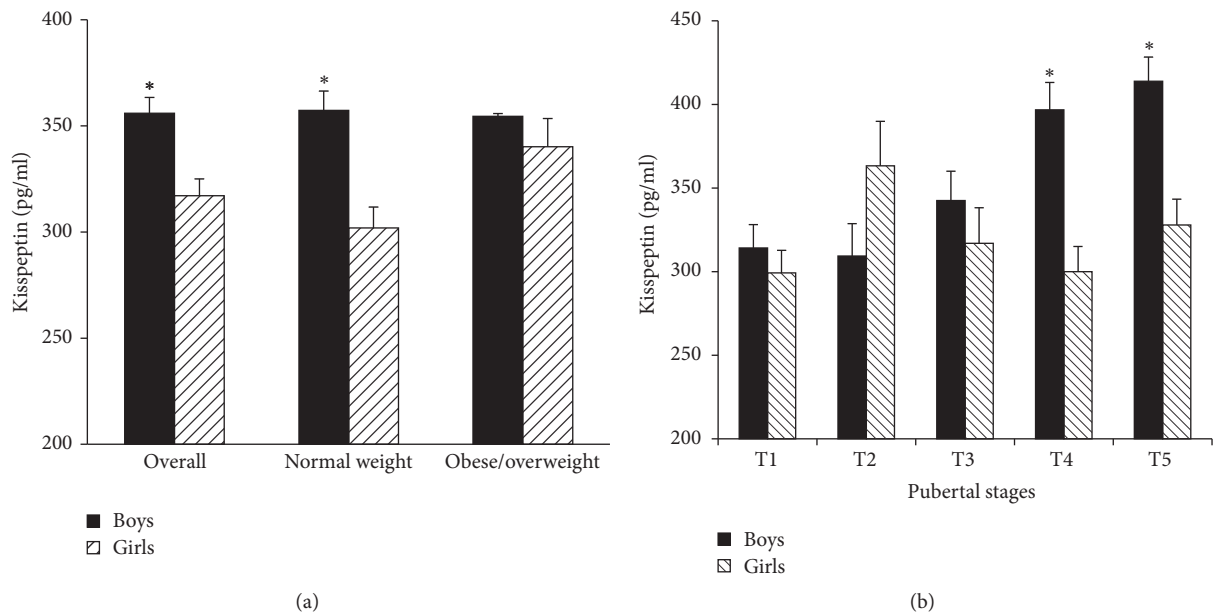 400
350
300
250
200
Kisspeptin (pg/ml)
*
*
Overall
Normal weight
Obese/overweight
Boys
Girls
(a)
450
400
350
300
250
200
Kisspeptin (pg/ml)
*
*
T1
T2
T3
T4
T5
Pubertal stages
Boys
Girls
(b)